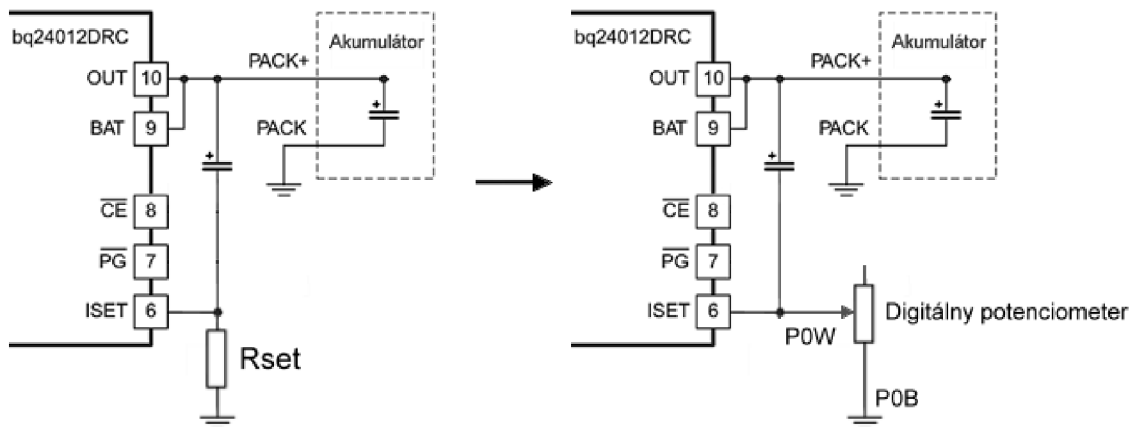 bq24012DRC
Akumulátor
PACK+
OUT 10
BAT 9
PACK
+
+
CE 8
PG 7
ISET 6
Rset
bq24012DRC
Akumulátor
PACK+
OUT 10
BAT 9
PACK
+
+
CE 8
PG 7
ISET 6
Digitálny potenciometer
P0W
P0B